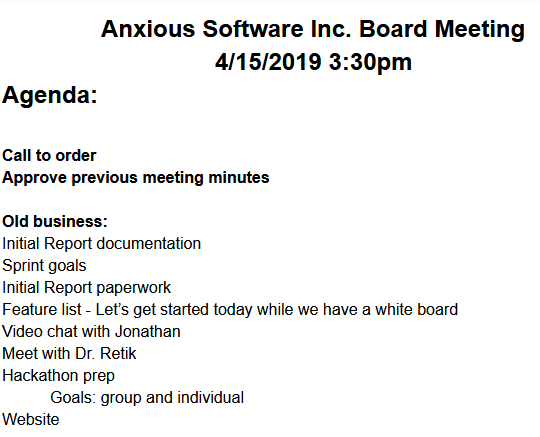 Anxious Software Inc. Board Meeting
4/15/2019 3:30pm
Agenda:
Call to order
Approve previous meeting minutes
Old business:
Initial Report documentation
Sprint goals
Initial Report paperwork
Feature list - Let’s get started today while we have a white board
Video chat with Jonathan
Meet with Dr. Retik
Hackathon prep
Goals: group and individual
Website